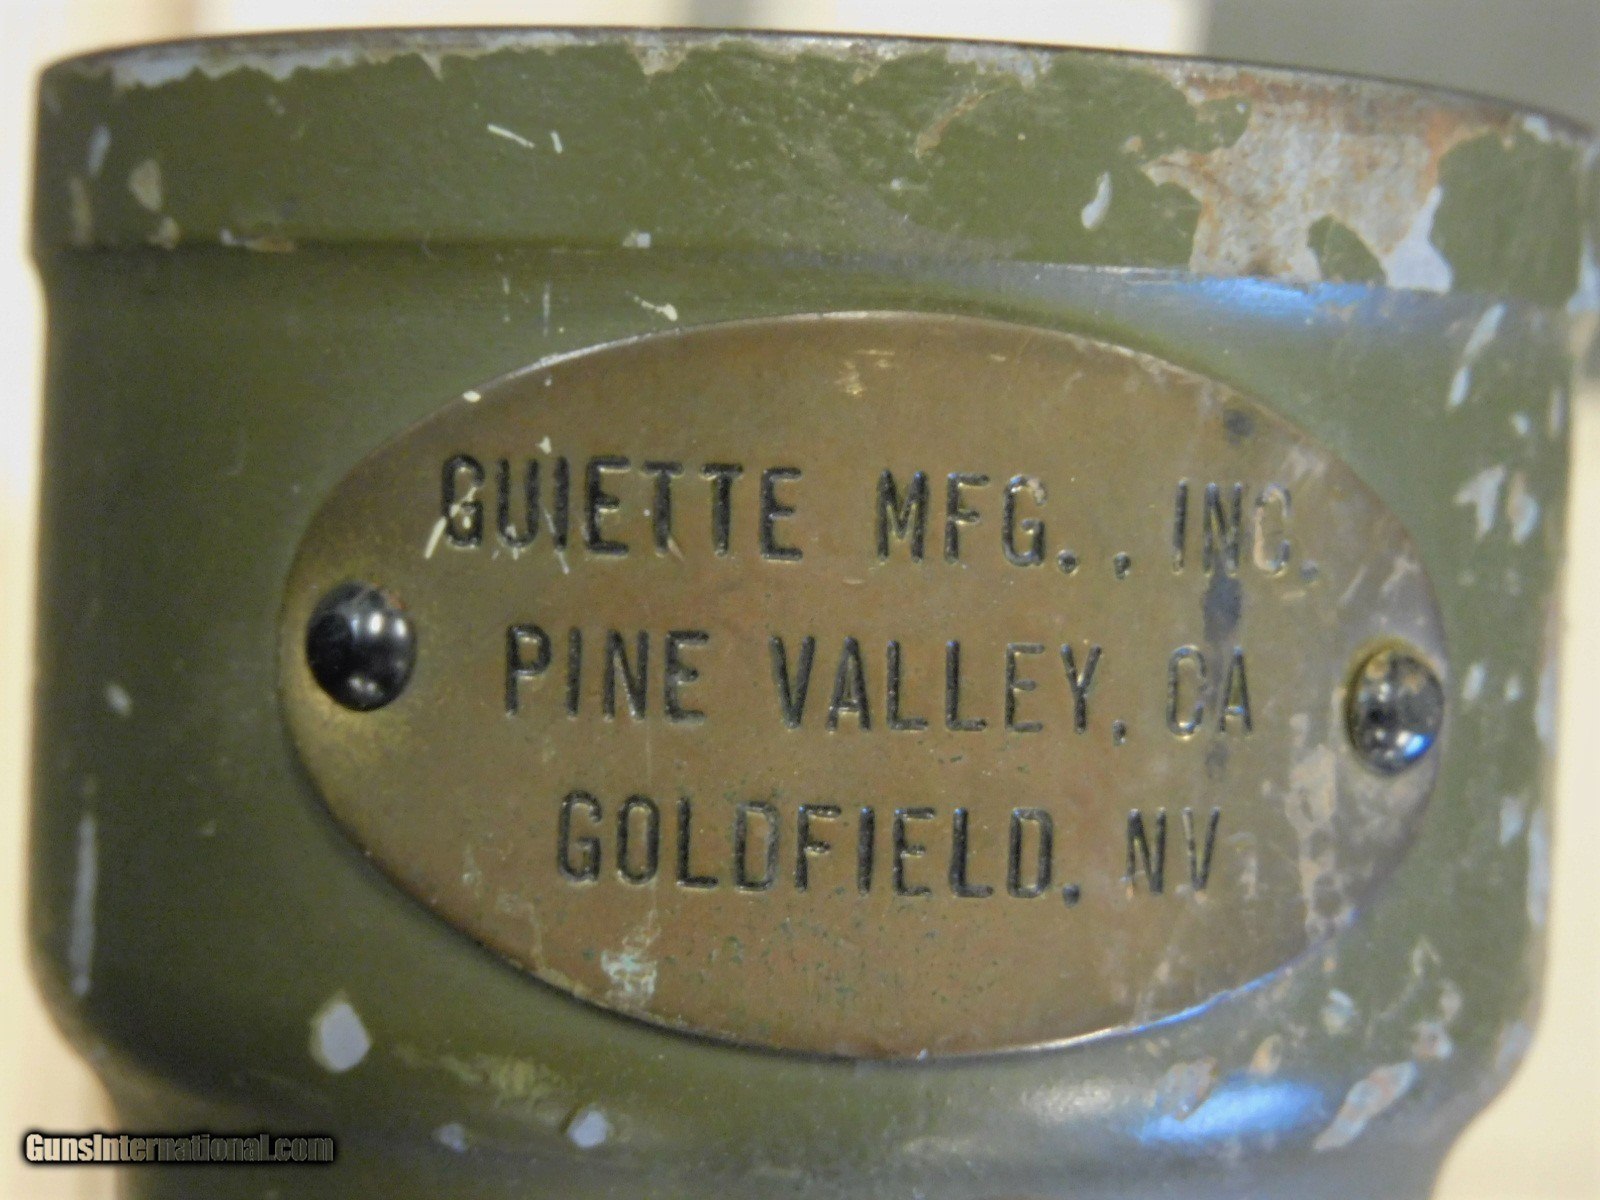 GUIETTE MFG., INC.
PINE VALLEY, CA
GOLDFIELD, NV
GunsInternational.com